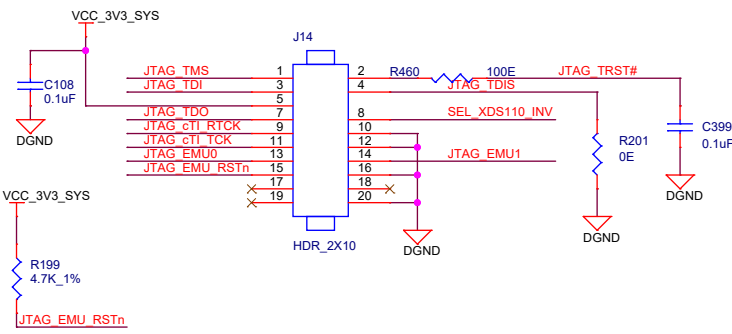 VCC_3V3_SYS
J14
JTAG_TMS 1 2 R460 100E JTAG_TRST#
JTAG_TDI 3 4 JTAG_TDIS
C108
0.1uF
5
JTAG_TDO 7 8 SEL_XDS110_INV
JTAG_cTI_RTCK 9 10
JTAG_cTI_TCK 11 12
JTAG_EMU0 13 14 JTAG_EMU1
JTAG_EMU_RSTn 15 16
17 18
19 20
DGND
R201
0E
C399
0.1uF
DGND
DGND
DGND
HDR_2X10
VCC_3V3_SYS
R199
4.7K_1%
JTAG_EMU_RSTn